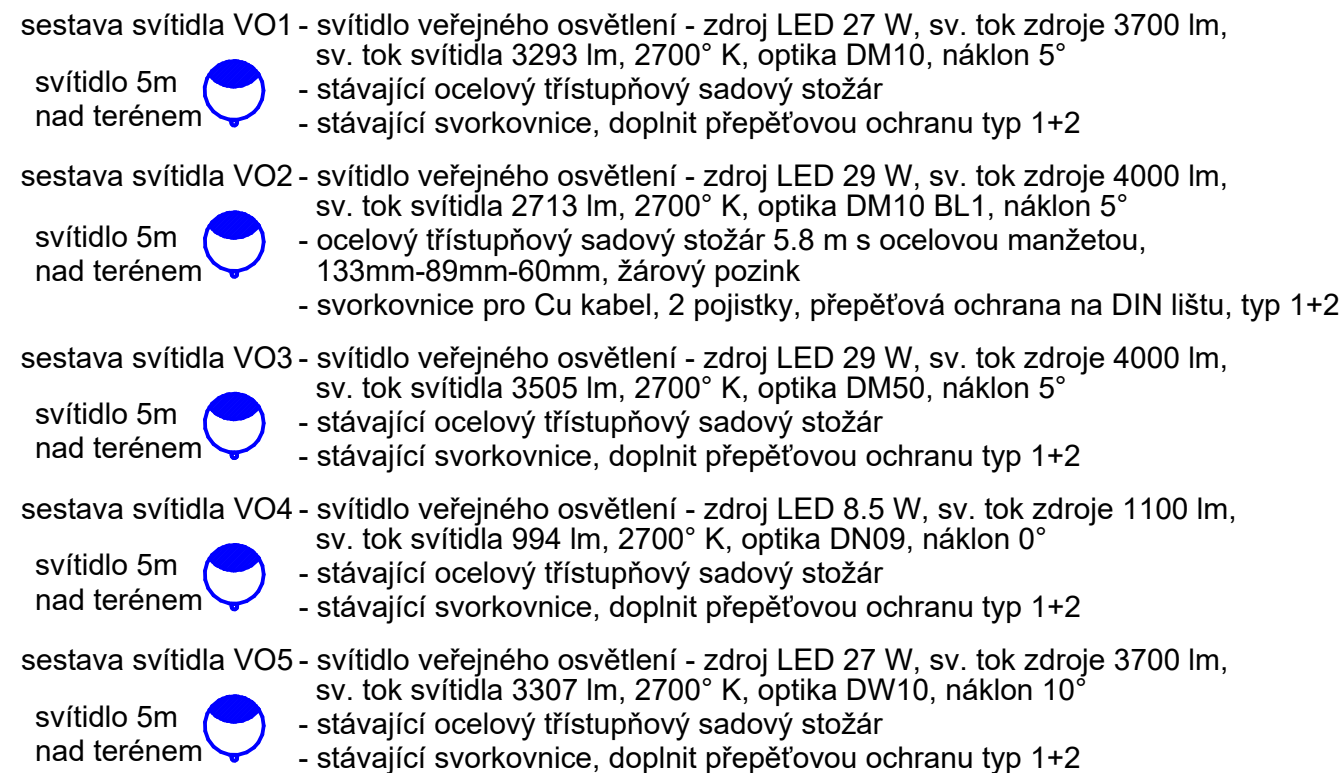 sestava svítidla VO1 - svítidlo veřejného osvětlení - zdroj LED 27 W, sv. tok zdroje 3700 lm,
sv. tok svítidla 3293 lm, 2700° K, optika DM10, náklon 5°
svítidlo 5m
nad terénem
- stávající ocelový třístupňový sadový stožár
- stávající svorkovnice, doplnit přepěťovou ochranu typ 1+2
sestava svítidla VO2 - svítidlo veřejného osvětlení - zdroj LED 29 W, sv. tok zdroje 4000 lm,
sv. tok svítidla 2713 lm, 2700° K, optika DM10 BL1, náklon 5°
svítidlo 5m
nad terénem
- ocelový třístupňový sadový stožár 5.8 m s ocelovou manžetou,
133mm-89mm-60mm, žárový pozink
- svorkovnice pro Cu kabel, 2 pojistky, přepěťová ochrana na DIN lištu, typ 1+2
sestava svítidla VO3 - svítidlo veřejného osvětlení - zdroj LED 29 W, sv. tok zdroje 4000 lm,
sv. tok svítidla 3505 lm, 2700° K, optika DM50, náklon 5°
svítidlo 5m
nad terénem
- stávající ocelový třístupňový sadový stožár
- stávající svorkovnice, doplnit přepěťovou ochranu typ 1+2
sestava svítidla VO4 - svítidlo veřejného osvětlení - zdroj LED 8.5 W, sv. tok zdroje 1100 lm,
sv. tok svítidla 994 lm, 2700° K, optika DN09, náklon 0°
svítidlo 5m
nad terénem
- stávající ocelový třístupňový sadový stožár
- stávající svorkovnice, doplnit přepěťovou ochranu typ 1+2
sestava svítidla VO5 - svítidlo veřejného osvětlení - zdroj LED 27 W, sv. tok zdroje 3700 lm,
sv. tok svítidla 3307 lm, 2700° K, optika DW10, náklon 10°
svítidlo 5m
nad terénem
- stávající ocelový třístupňový sadový stožár
- stávající svorkovnice, doplnit přepěťovou ochranu typ 1+2